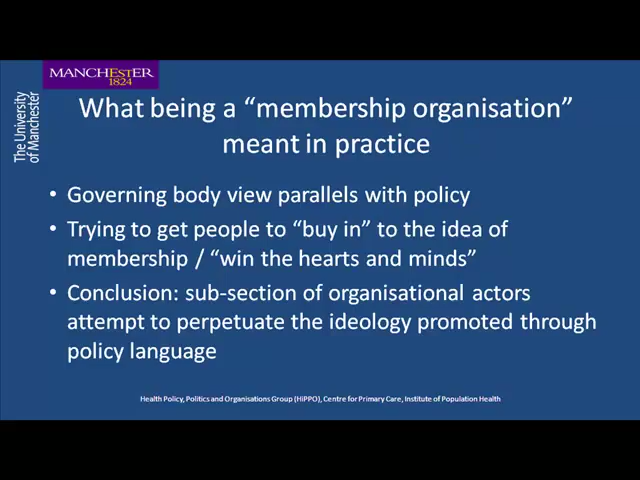 MANCHESTER
1824
The University
of Manchester
What being a “membership organisation”
meant in practice
• Governing body view parallels with policy
• Trying to get people to “buy in” to the idea of
membership / “win the hearts and minds”
• Conclusion: sub-section of organisational actors
attempt to perpetuate the ideology promoted through
policy language
Health Policy, Politics and Organisations Group (HiPPO), Centre for Primary Care, Institute of Population Health